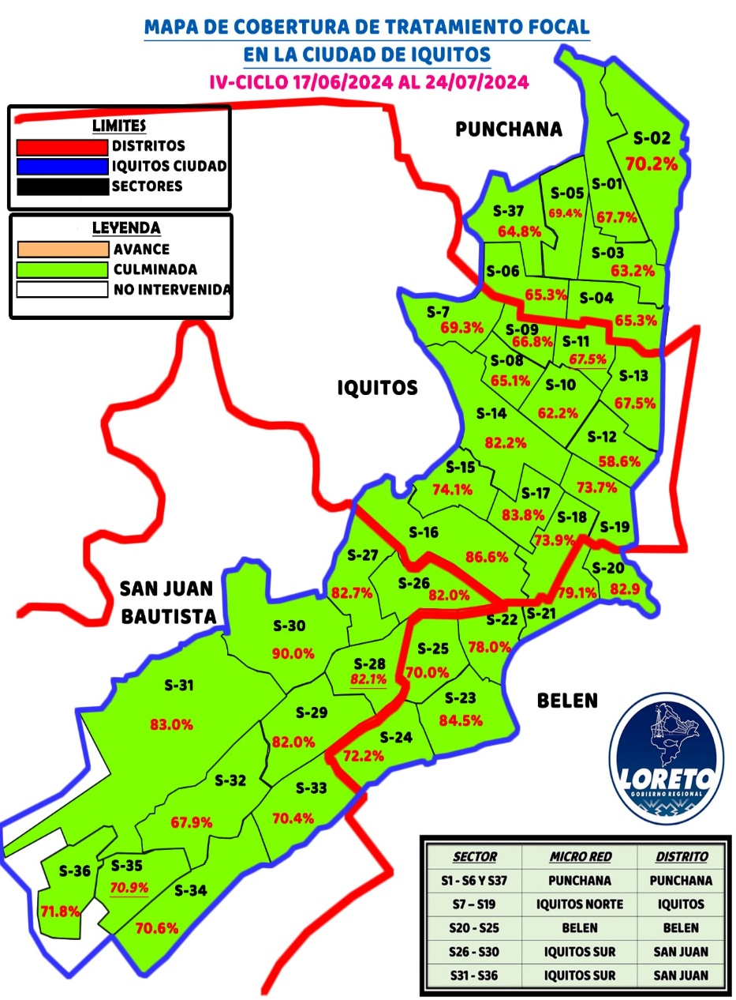 MAPA DE COBERTURA DE TRATAMIENTO FOCAL
EN LA CIUDAD DE IQUITOS
IV-CICLO 17/06/2024 AL 24/07/2024
LIMITES
DISTRITOS
IQUITOS CIUDAD
SECTORES
LEYENDA
AVANCE
CULMINADA
NO INTERVENIDA
PUNCHANA
S-02
70.2%
S-01
67.7%
S-05
69.4%
S-37
64.8%
S-03
63.2%
S-06
65.3%
S-04
65.3%
S-7
69.3%
S-09
66.8%
S-11
67.5%
S-08
65.1%
S-10
62.2%
S-13
67.5%
IQUITOS
S-14
82.2%
S-12
58.6%
S-15
74.1%
73.7%
S-17
83.8%
S-18
73.9%
S-19
S-16
86.6%
S-27
82.7%
S-26
82.0%
S-20
82.9
79.1%
S-21
SAN JUAN
BAUTISTA
S-30
90.0%
S-22
78.0%
S-28
82.1%
S-25
70.0%
S-31
83.0%
S-23
84.5%
BELEN
S-29
82.0%
S-24
72.2%
S-32
67.9%
S-33
70.4%
S-36
71.8%
S-35
70.9%
S-34
70.6%
LORETO
GOBIERNO REGIONAL
SECTOR MICRO RED DISTRITO
S1 - S6 Y S37 PUNCHANA PUNCHANA
S7 – S19 IQUITOS NORTE IQUITOS
S20 - S25 BELEN BELEN
S26 - S30 IQUITOS SUR SAN JUAN
S31 - S36 IQUITOS SUR SAN JUAN